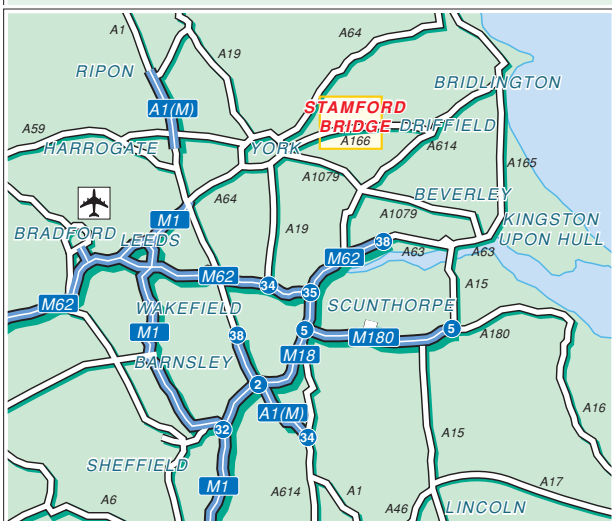 A1
A64
A19
RIPON
BRIDLINGTON
STAMFORD
BRIDGE
A1(M)
A59
DRIFFIELD
A166
A614
HARROGATE
YORK
A165
A1079
BEVERLEY
A64
M1
A1079
KINGSTON
UPON HULL
BRADFORD
LEEDS
A19
38
M62
A63
A63
M62
34
35
A15
M62
WAKEFIELD
SCUNTHORPE
M1
38
5
M180
5
A180
BARNSLEY
M18
2
A1(M)
A16
32
34
A15
SHEFFIELD
M1
A614
A1
A17
A6
A46
LINCOLN